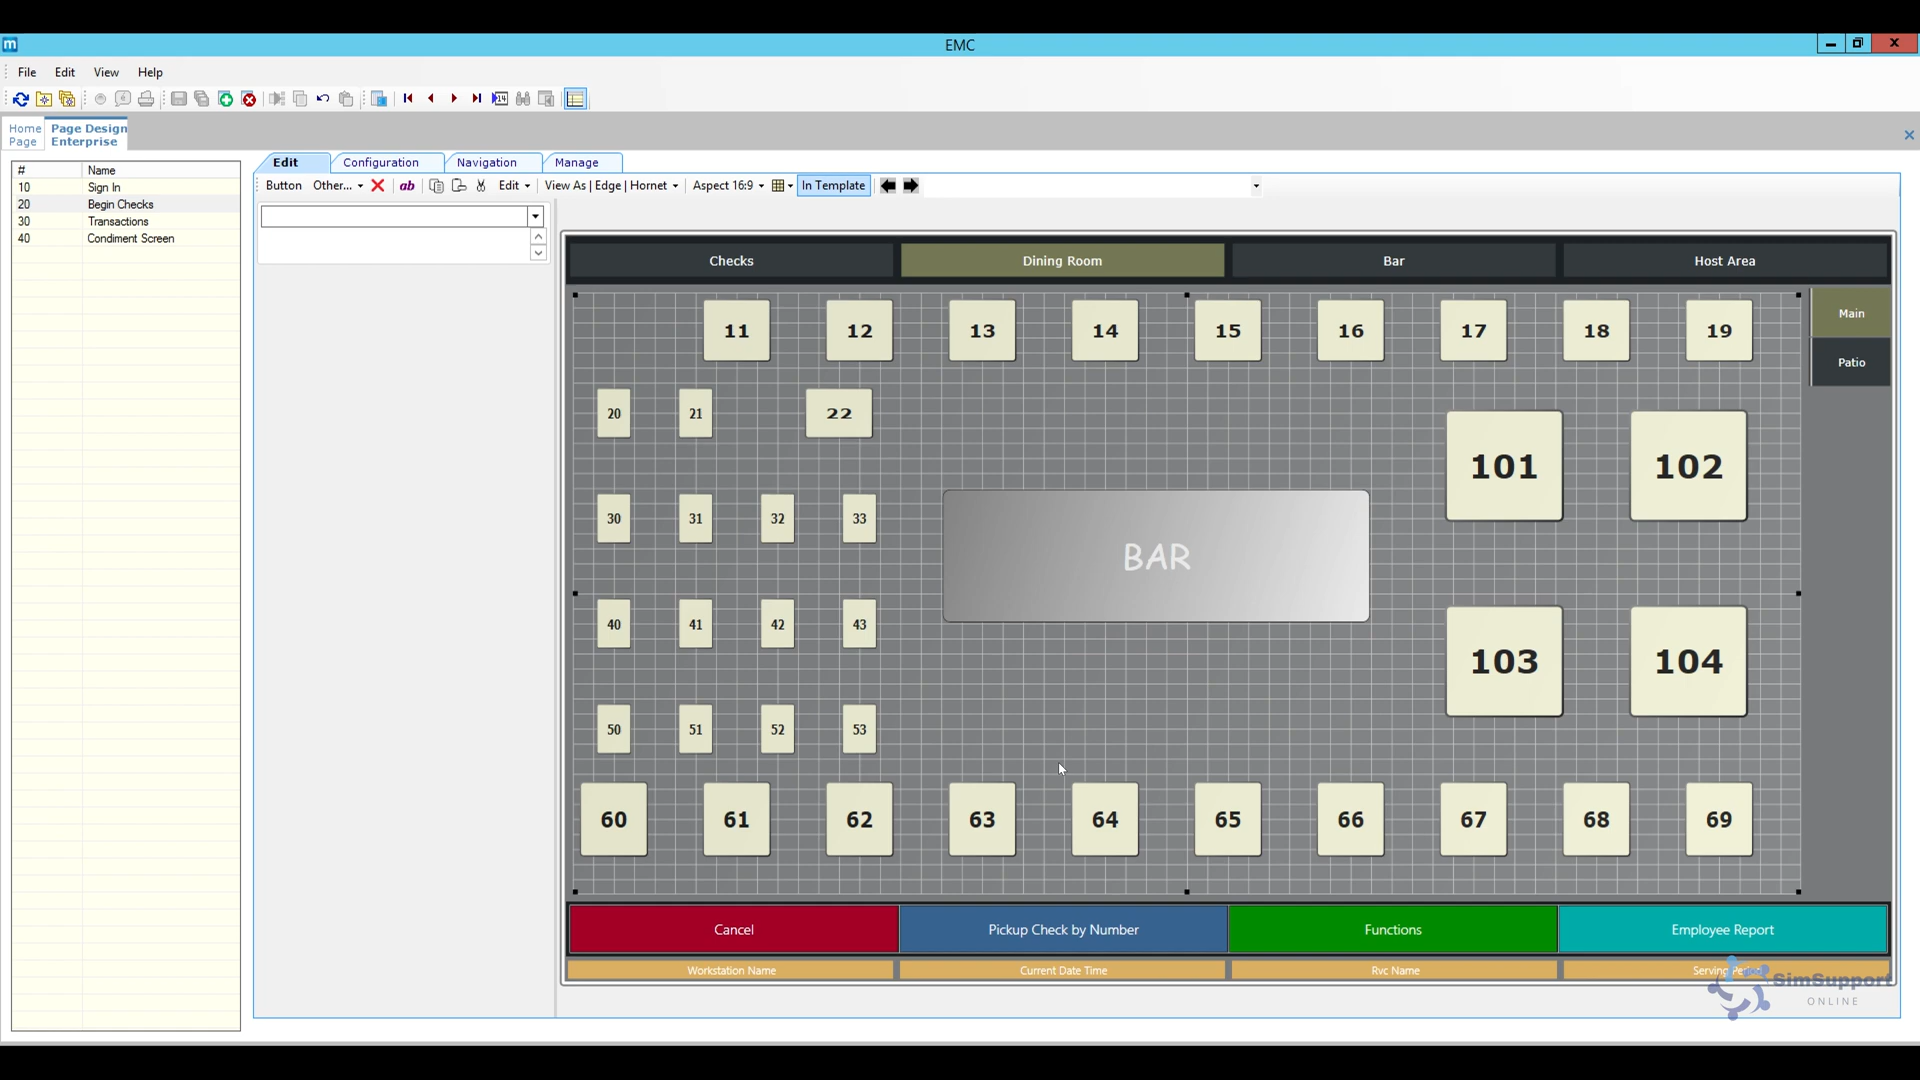 m EMC
File Edit View Help
Home Page
Page Design Enterprise
# Name
10 Sign In
20 Begin Checks
30 Transactions
40 Condiment Screen
Edit Configuration Navigation Manage
Button Other... ab Edit View As | Edge | Hornet Aspect 16:9 In Template
Checks Dining Room Bar Host Area
Main
Patio
11 12 13 14 15 16 17 18 19
20 21 22
101 102
30 31 32 33
BAR
40 41 42 43
103 104
50 51 52 53
60 61 62 63 64 65 66 67 68 69
Cancel Pickup Check by Number Functions Employee Report
Workstation Name Current Date Time Rvc Name Serving
SimSupport
ONLINE